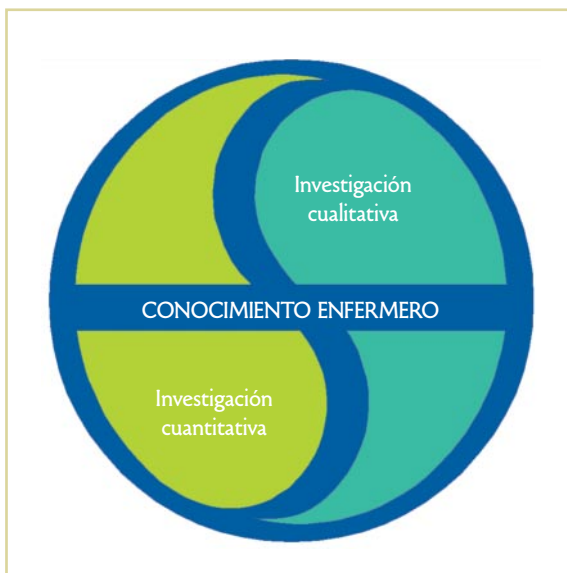 Investigación
cualitativa
CONOCIMIENTO ENFERMERO
Investigación
cuantitativa